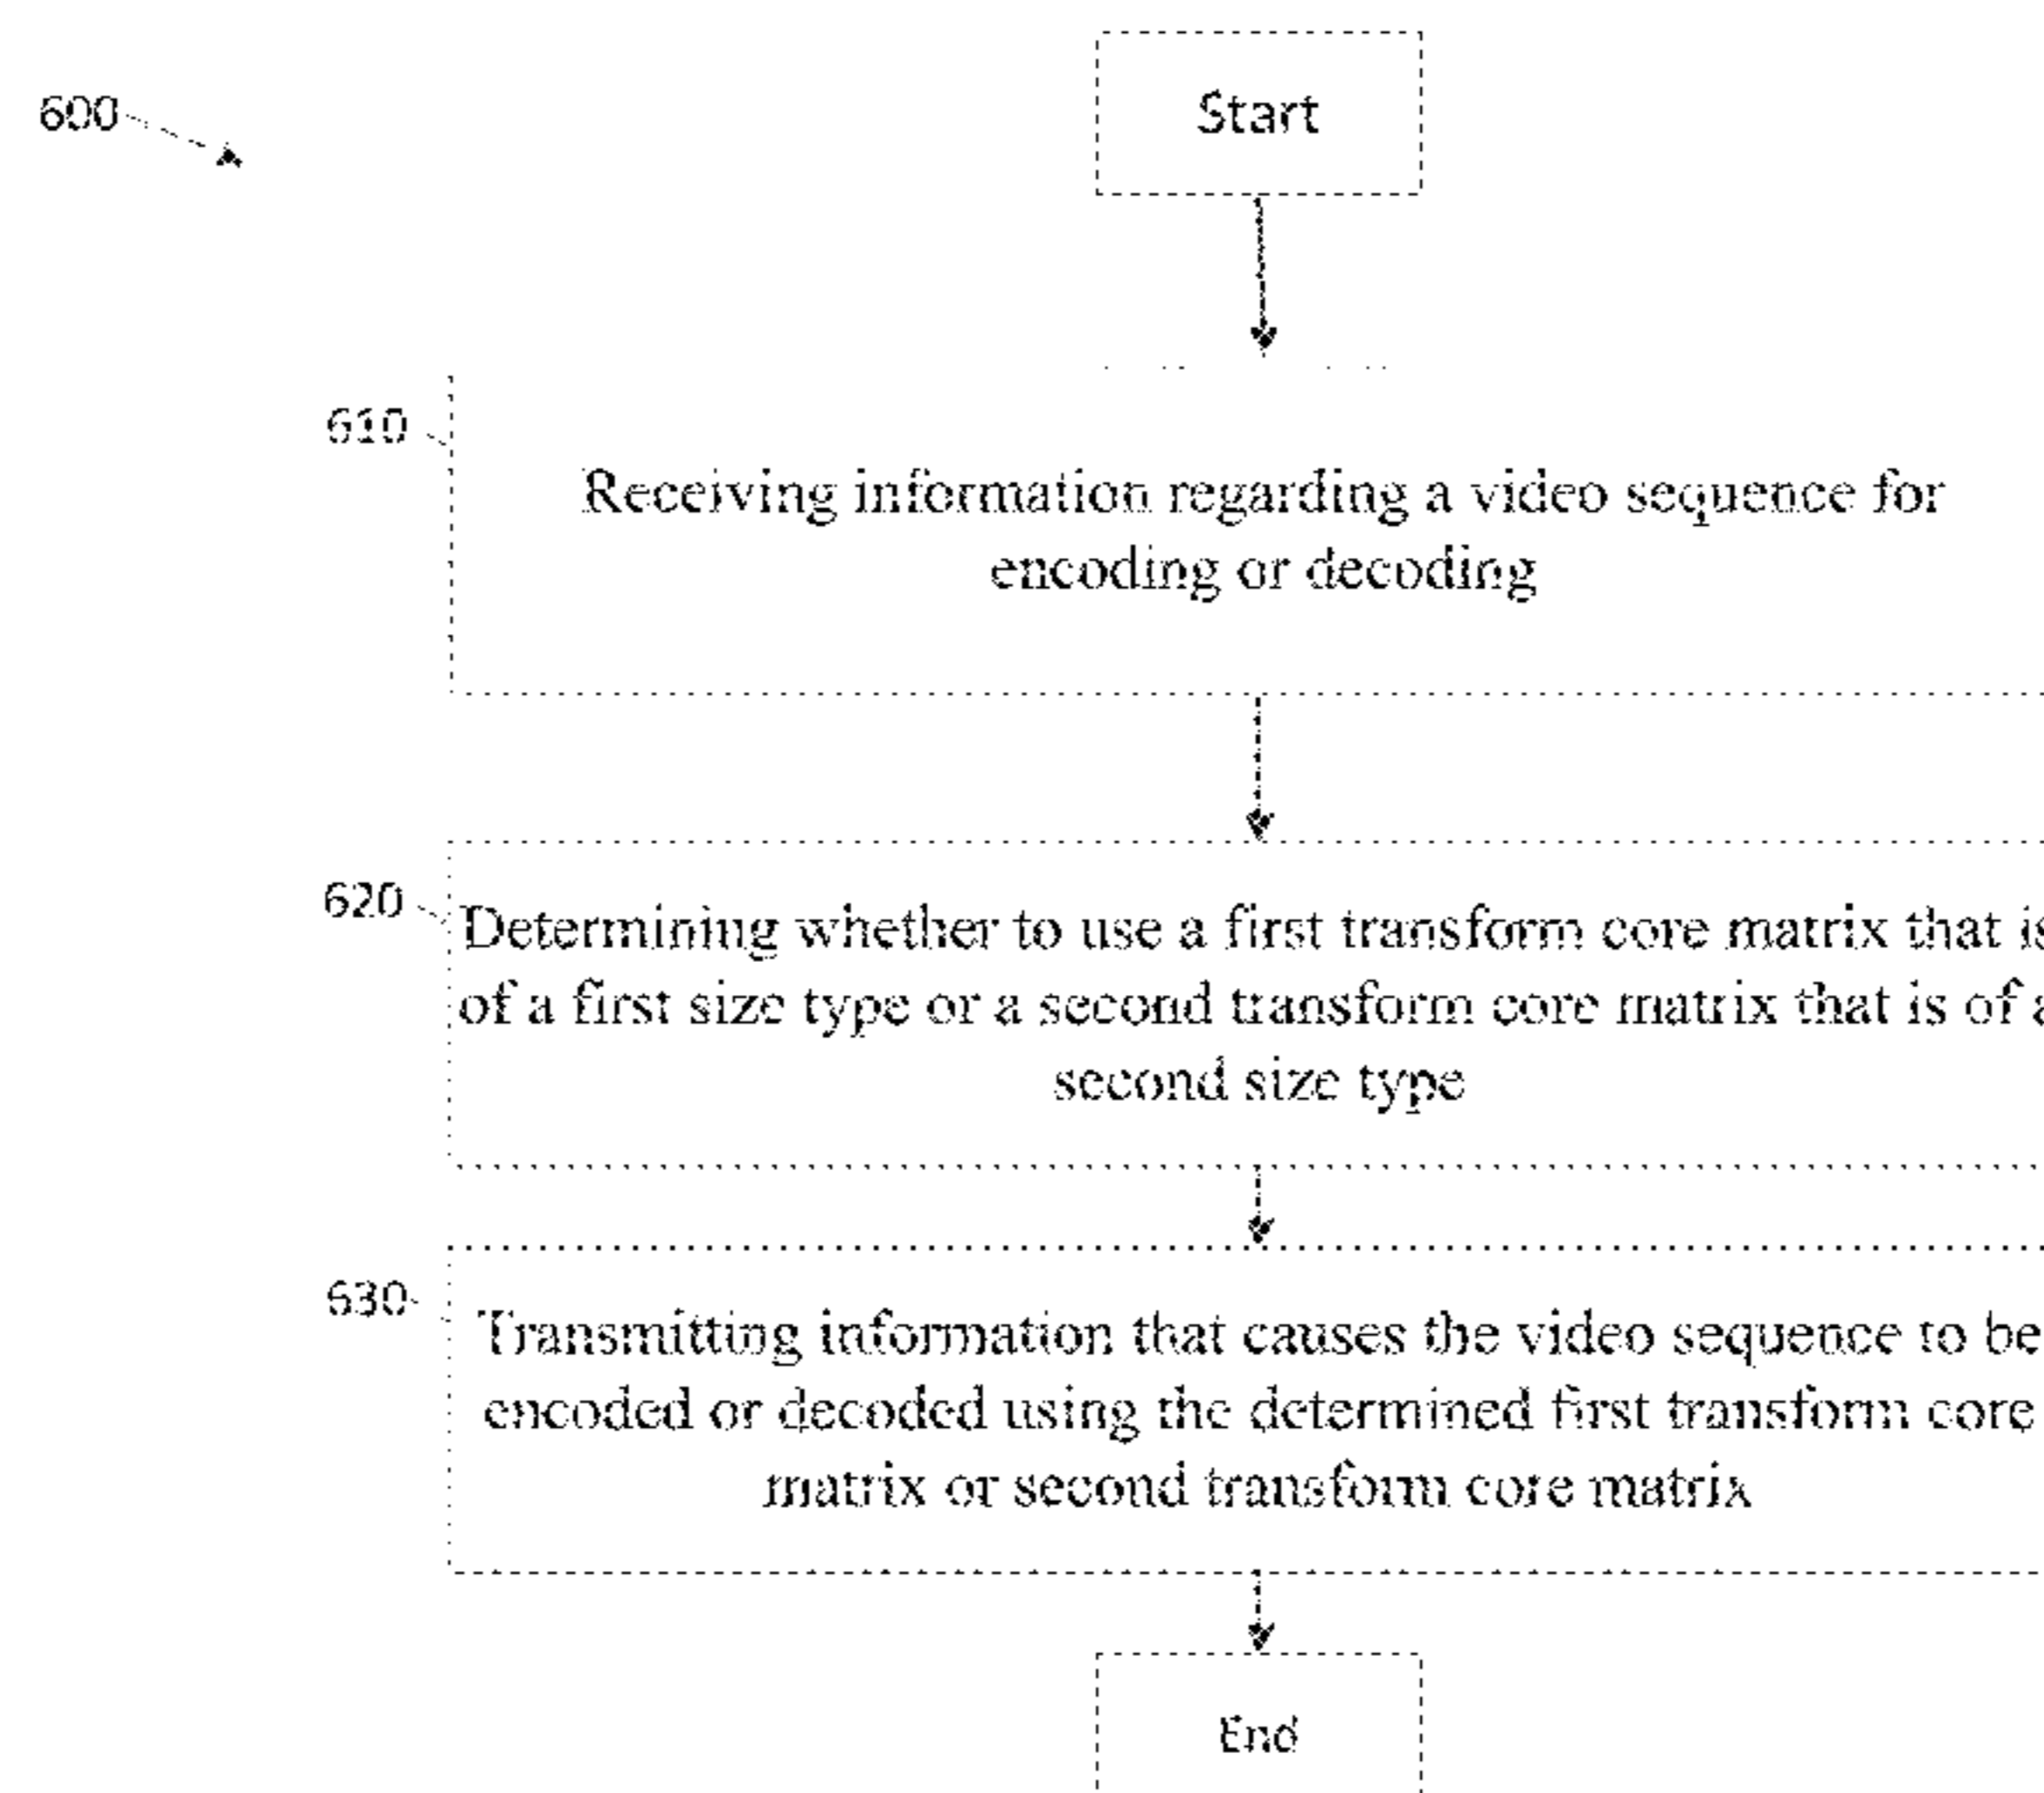 600
Start
610
Receiving information regarding a video sequence for
encoding or decoding
620
Determining whether to use a first transform core matrix that is
of a first size type or a second transform core matrix that is of a
second size type
630
Transmitting information that causes the video sequence to be
encoded or decoded using the determined first transform core
matrix or second transform core matrix
End